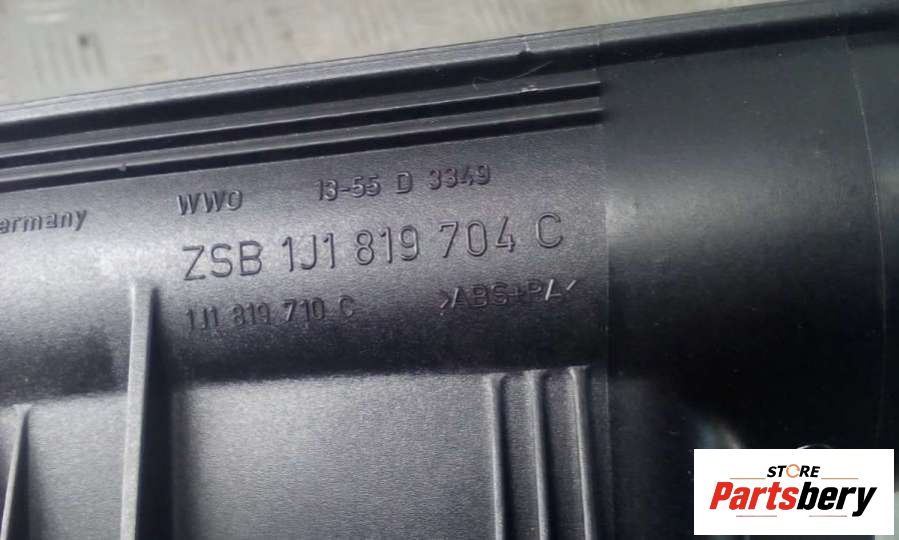 ermany WWO 13-55 D 3349
ZSB 1J1 819 704 C
1J1 819 710 C >ABS+PA<
STORE
Partsbery